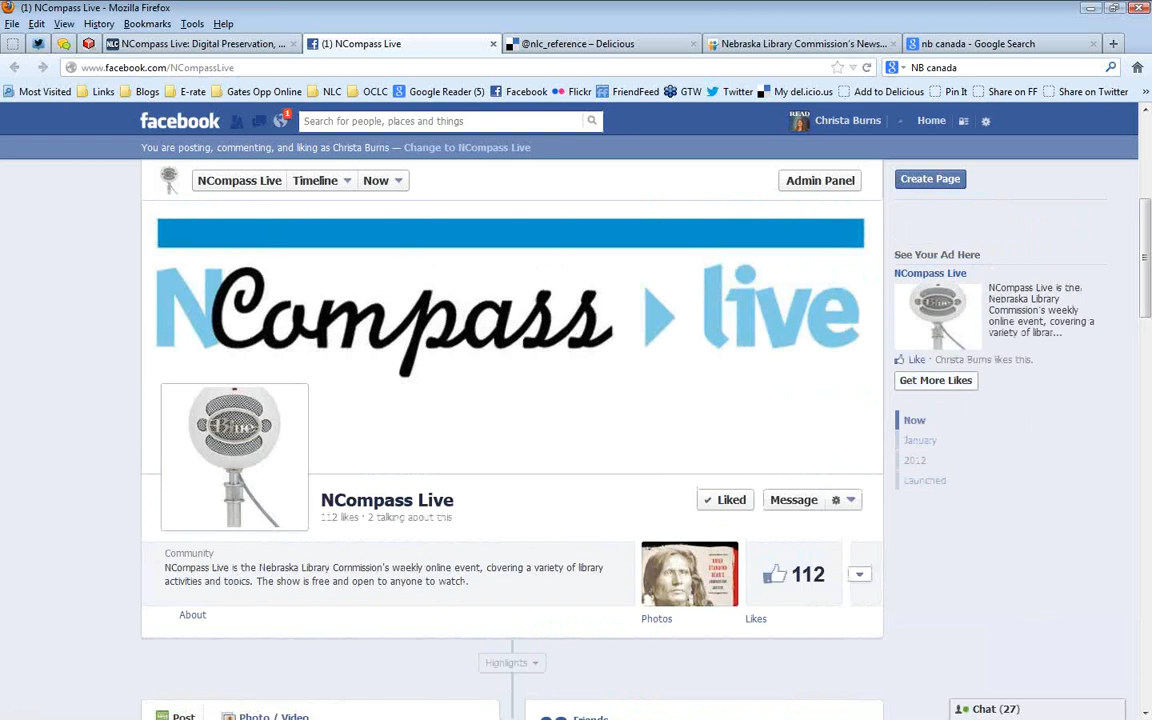 (1) NCompass Live - Mozilla Firefox
File Edit View History Bookmarks Tools Help
NLC NCompass Live: Digital Preservation, ... × (1) NCompass Live × @nlc_reference – Delicious × Nebraska Library Commission's News... × nb canada - Google Search × +
www.facebook.com/NCompassLive NB canada
Most Visited Links Blogs E-rate Gates Opp Online NLC OCLC Google Reader (5) Facebook Flickr FriendFeed GTW Twitter My del.icio.us Add to Delicious Pin It Share on FF Share on Twitter »
facebook 1 Search for people, places and things READ Christa Burns Home
You are posting, commenting, and liking as Christa Burns — Change to NCompass Live
NCompass Live Timeline Now Admin Panel Create Page
NCompass live
See Your Ad Here
NCompass Live
NCompass Live is the
Nebraska Library
Commission's weekly
online event, covering a
variety of librar...
Like · Christa Burns likes this.
Get More Likes
Now
January
2012
Launched
Blue
NCompass Live
112 likes · 2 talking about this
Liked Message
Community
NCompass Live is the Nebraska Library Commission's weekly online event, covering a variety of library
activities and topics. The show is free and open to anyone to watch.
About
112
Photos Likes
Highlights
Post Photo / Video Friends
Chat (27)